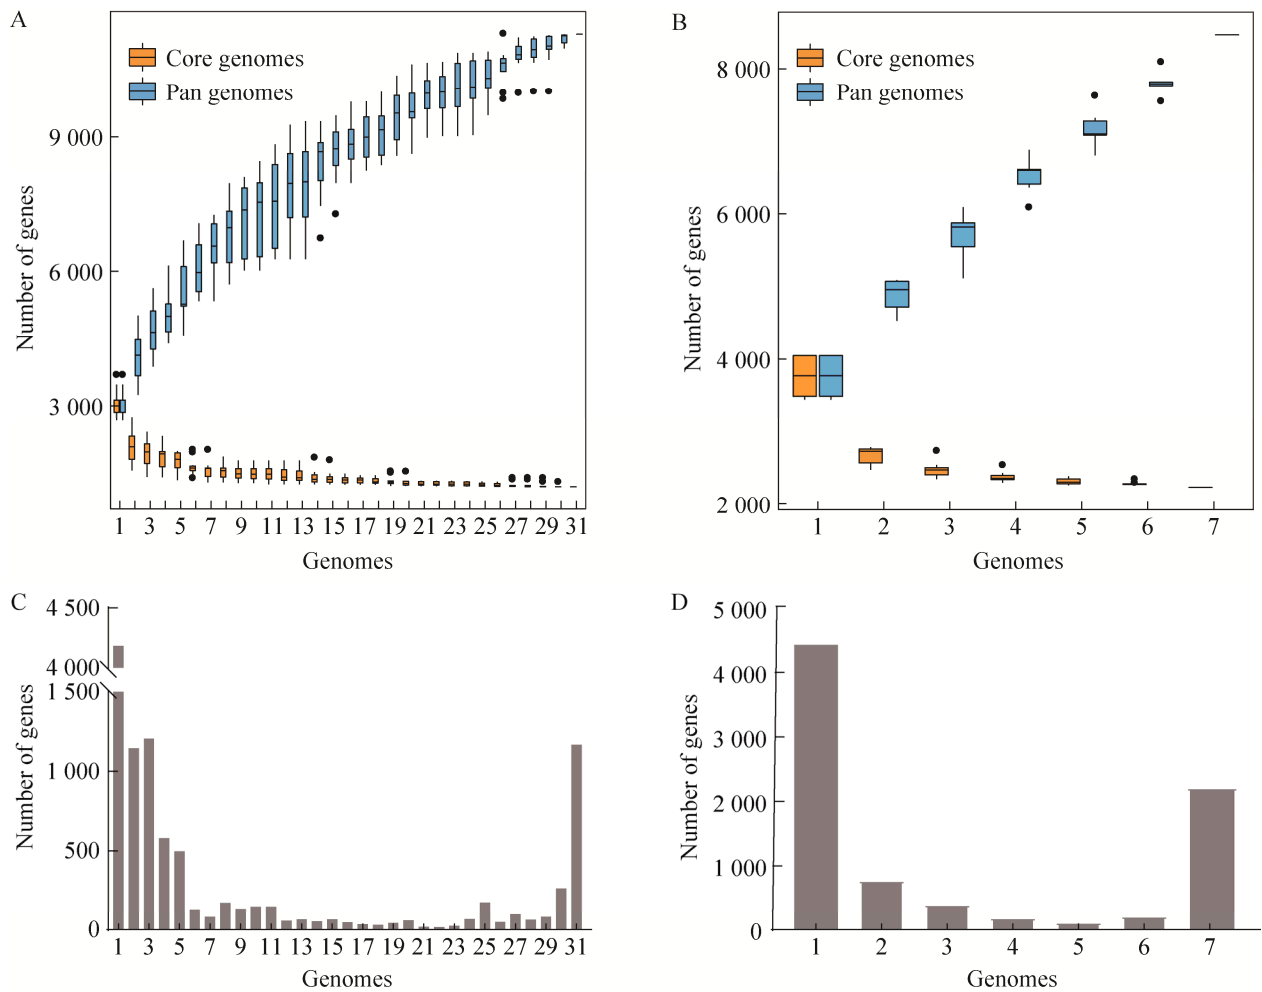 A
Core genomes
Pan genomes
Number of genes
9 000
6 000
3 000
1 3 5 7 9 11 13 15 17 19 21 23 25 27 29 31
Genomes
B
Core genomes
Pan genomes
Number of genes
8 000
6 000
4 000
2 000
1 2 3 4 5 6 7
Genomes
C
Number of genes
4 500
4 000
1 500
1 000
500
0
1 3 5 7 9 11 13 15 17 19 21 23 25 27 29 31
Genomes
D
Number of genes
5 000
4 000
3 000
2 000
1 000
0
1 2 3 4 5 6 7
Genomes